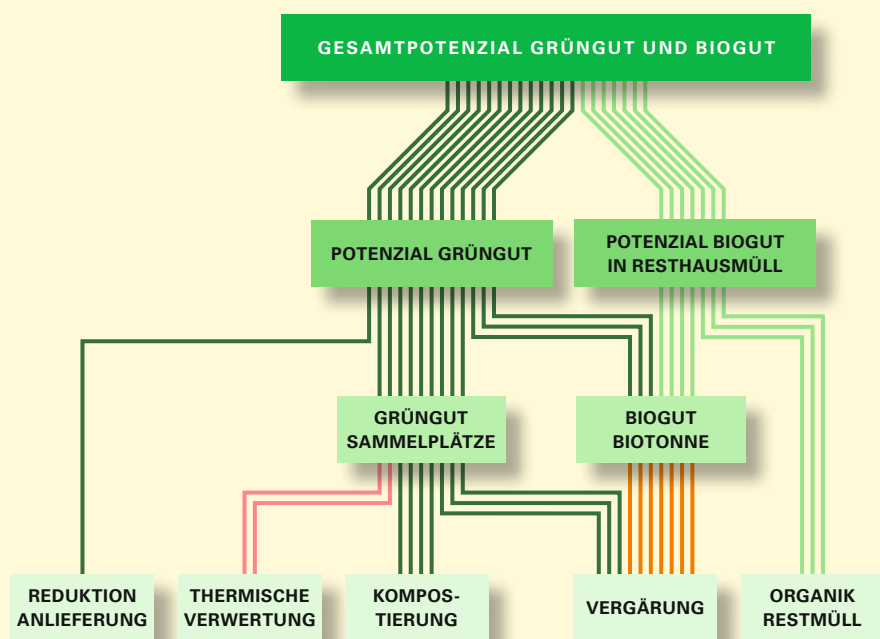 GESAMTPOTENZIAL GRÜNGUT UND BIOGUT
POTENZIAL GRÜNGUT
POTENZIAL BIOGUT
IN RESTHAUSMÜLL
GRÜNGUT
SAMMELPLÄTZE
BIOGUT
BIOTONNE
REDUKTION
ANLIEFERUNG
THERMISCHE
VERWERTUNG
KOMPOS-
TIERUNG
VERGÄRUNG
ORGANIK
RESTMÜLL